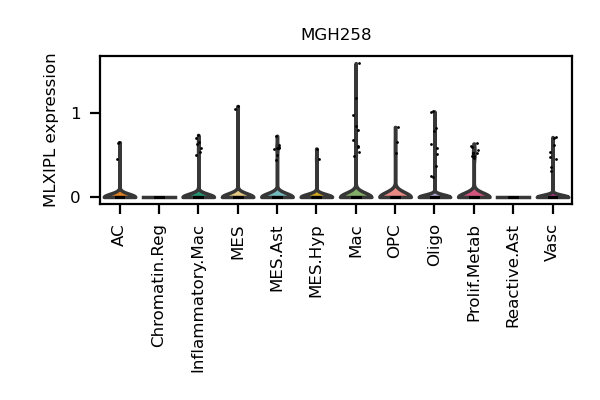 MGH258
MLXIPL expression
1
0
AC
Chromatin.Reg
Inflammatory.Mac
MES
MES.Ast
MES.Hyp
Mac
OPC
Oligo
Prolif.Metab
Reactive.Ast
Vasc